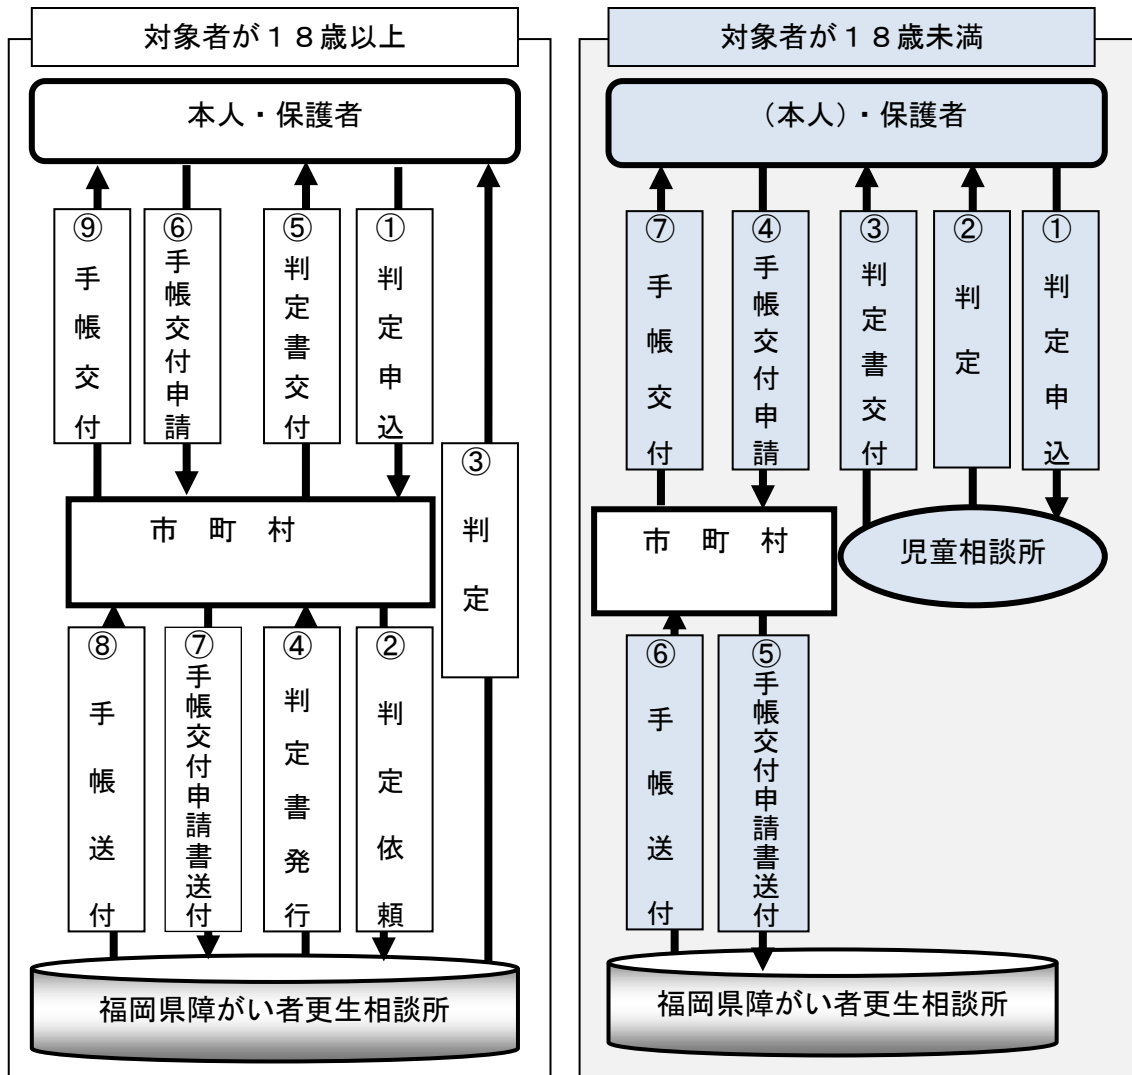 対象者が１８歳以上
本人・保護者
⑨手帳交付
⑥手帳交付申請
⑤判定書交付
①判定申込
③判定
市　町　村
⑧手帳送付
⑦手帳交付申請書送付
④判定書発行
②判定依頼
福岡県障がい者更生相談所
対象者が１８歳未満
（本人）・保護者
⑦手帳交付
④手帳交付申請
③判定書交付
②判定
①判定申込
市　町　村
児童相談所
⑥手帳送付
⑤手帳交付申請書送付
福岡県障がい者更生相談所